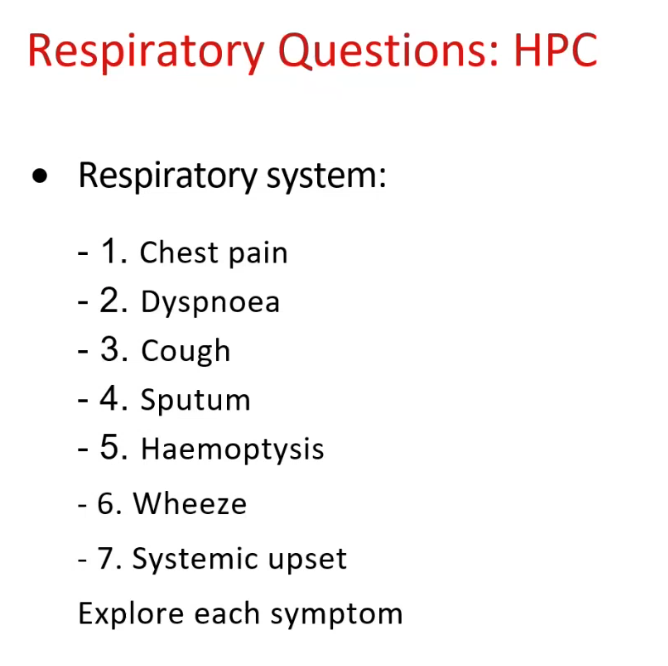 Respiratory Questions: HPC
• Respiratory system:
- 1. Chest pain
- 2. Dyspnoea
- 3. Cough
- 4. Sputum
- 5. Haemoptysis
- 6. Wheeze
- 7. Systemic upset
Explore each symptom